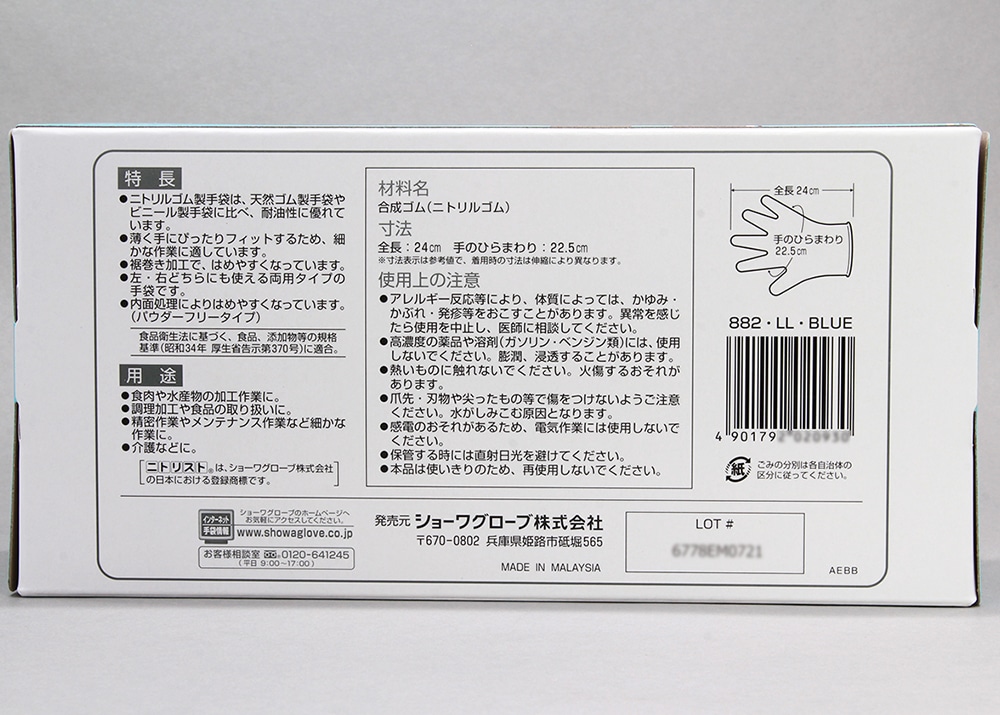 特長
●ニトリルゴム製手袋は、天然ゴム製手袋や
ビニール製手袋に比べ、耐油性に優れて
います。
●薄く手にぴったりフィットするため、細
かな作業に適しています。
●裾巻き加工で、はめやすくなっています。
●左・右どちらにも使える両用タイプの
手袋です。
●内面処理によりはめやすくなっています。
（パウダーフリータイプ）
食品衛生法に基づく、食品、添加物等の規格
基準（昭和34年 厚生省告示第370号）に適合。
用途
●食肉や水産物の加工作業に。
●調理加工や食品の取り扱いに。
●精密作業やメンテナンス作業など細かな
作業に。
●介護などに。
ニトリスト®は、ショーワグローブ株式会社
の日本における登録商標です。
材料名
合成ゴム（ニトリルゴム）
寸法
全長：24㎝ 手のひらまわり：22.5㎝
※寸法表示は参考値で、着用時の寸法は伸縮により異なります。
使用上の注意
●アレルギー反応等により、体質によっては、かゆみ・
かぶれ・発疹等をおこすことがあります。異常を感じ
たら使用を中止し、医師に相談してください。
●高濃度の薬品や溶剤（ガソリン・ベンジン類）には、使用
しないでください。膨潤、浸透することがあります。
●熱いものに触れないでください。火傷するおそれが
あります。
●爪先・刃物や尖ったもの等で傷をつけないようご注意
ください。水がしみこむ原因となります。
●感電のおそれがあるため、電気作業には使用しないで
ください。
●保管する時には直射日光を避けてください。
●本品は使いきりのため、再使用しないでください。
全長24㎝
手のひらまわり
22.5㎝
882・LL・BLUE
4 901792 020930
紙
ごみの分別は各自治体の
区分に従ってください。
インターネット
手袋情報
ショーワグローブのホームページへ
お気軽にアクセスしてください。
www.showaglove.co.jp
お客様相談室 0120-641245
（平日 9:00〜17:00）
発売元 ショーワグローブ株式会社
〒670-0802 兵庫県姫路市砥堀565
MADE IN MALAYSIA
LOT #
6778EM0721
AEBB